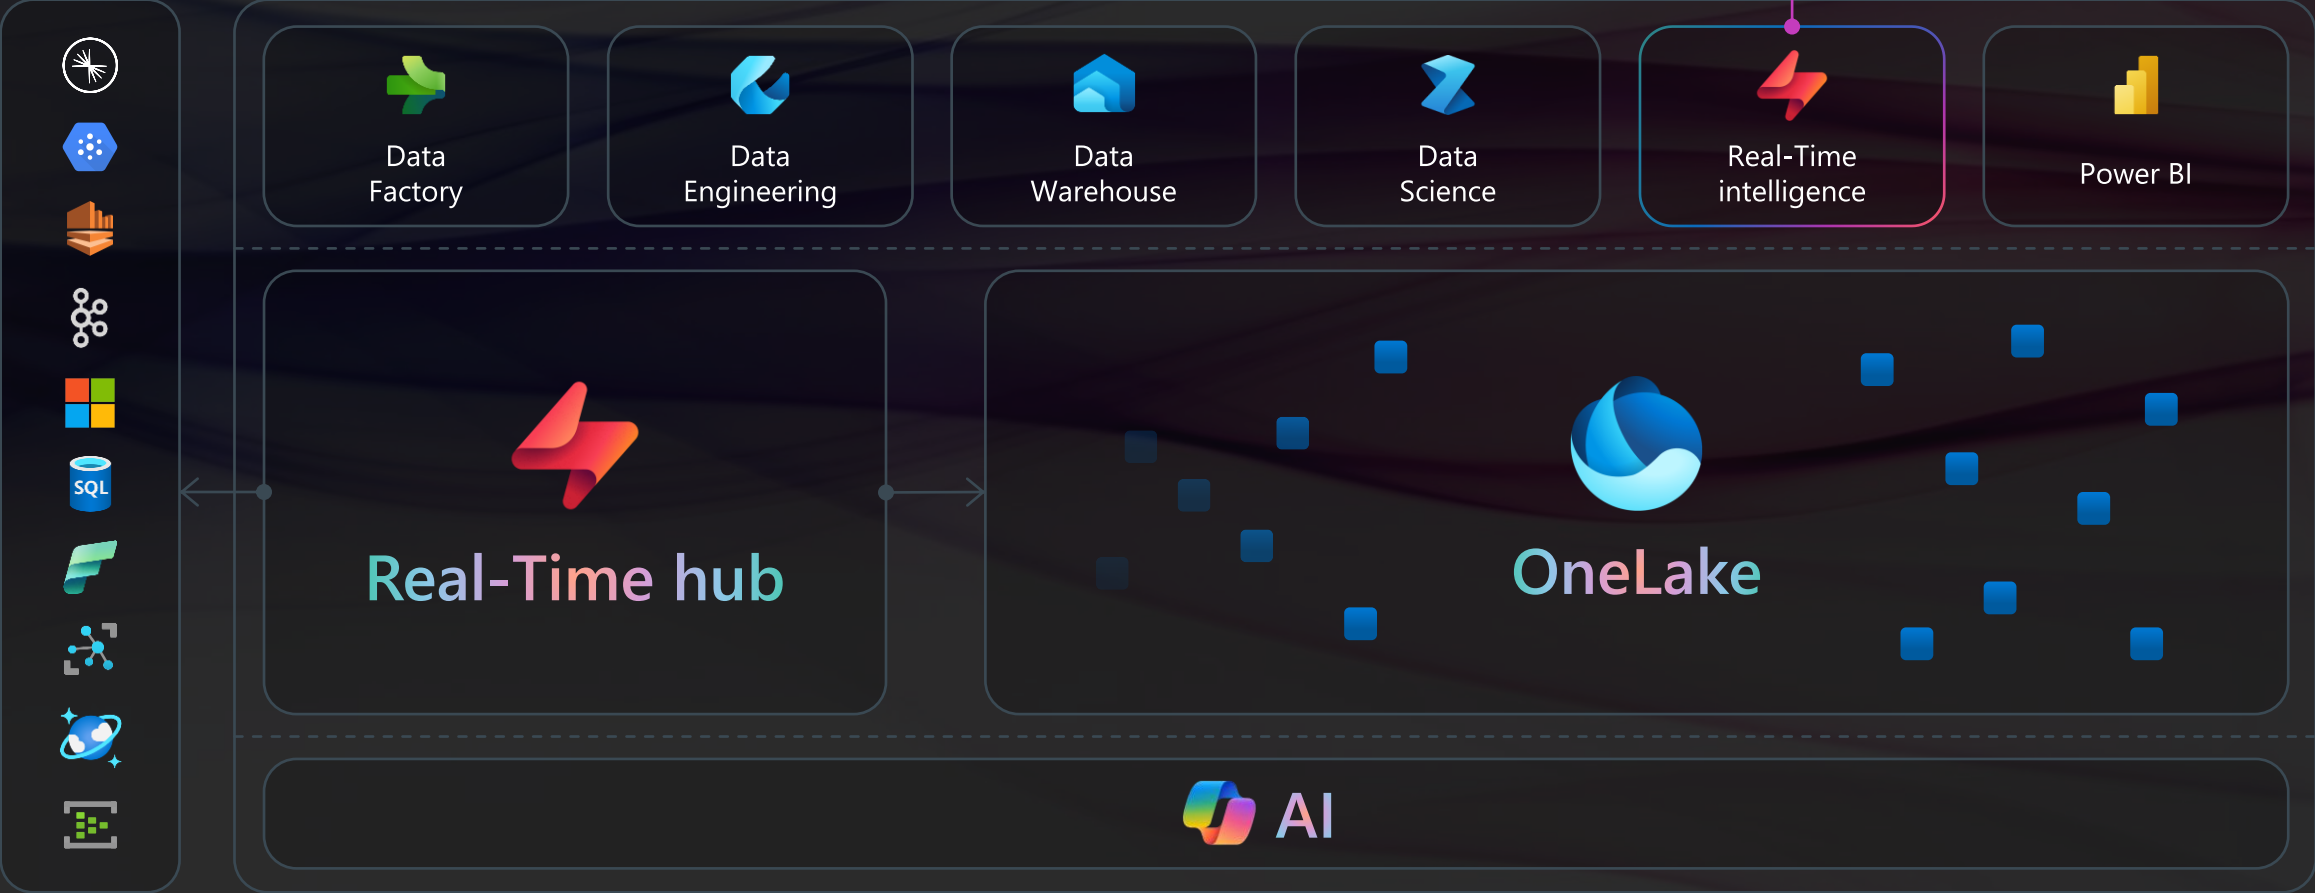 Data
Factory
Data
Engineering
Data
Warehouse
Data
Science
Real-Time
intelligence
Power BI
SQL
Real-Time hub
OneLake
AI